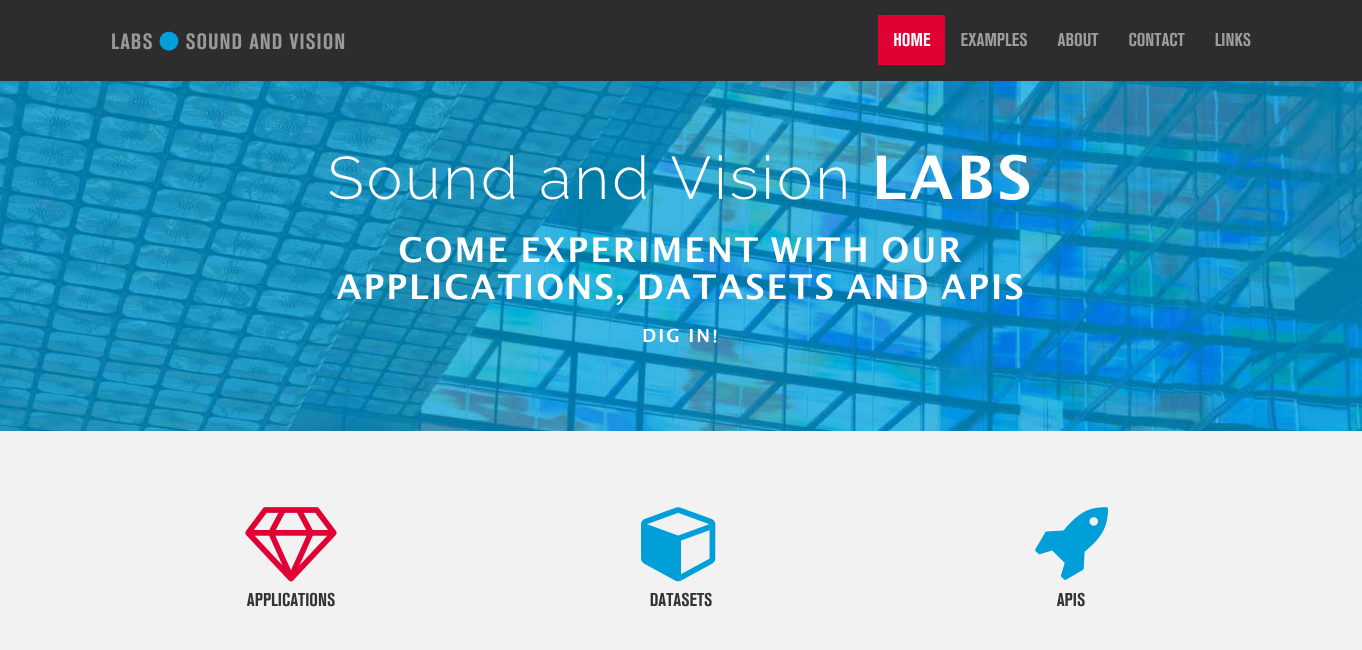 LABS SOUND AND VISION
HOME EXAMPLES ABOUT CONTACT LINKS
Sound and Vision LABS
COME EXPERIMENT WITH OUR
APPLICATIONS, DATASETS AND APIS
DIG IN!
APPLICATIONS DATASETS APIS